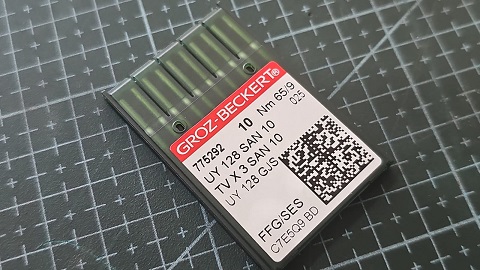 GROZ-BECKERT®
775292 10 Nm 65/9
025
UY 128 SAN 10
TV X 3 SAN 10
UY 128 GJS
FFG/SES
C7E5Q9 BD